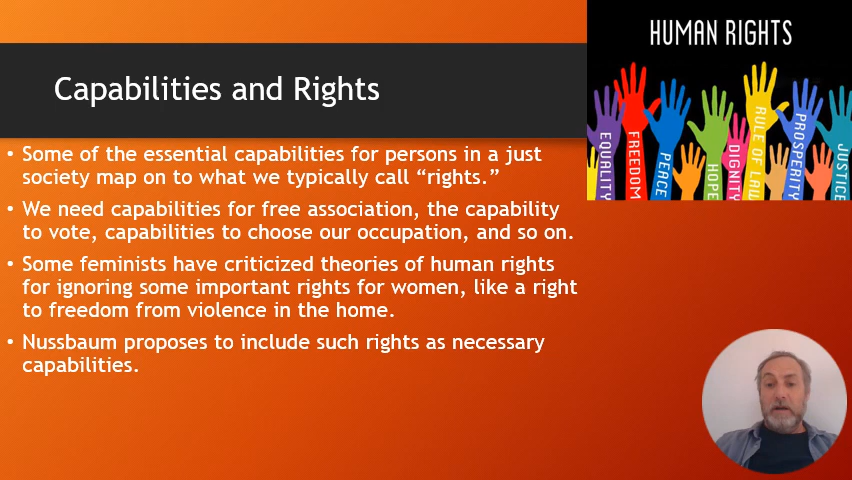 Capabilities and Rights
• Some of the essential capabilities for persons in a just
society map on to what we typically call “rights.”
• We need capabilities for free association, the capability
to vote, capabilities to choose our occupation, and so on.
• Some feminists have criticized theories of human rights
for ignoring some important rights for women, like a right
to freedom from violence in the home.
• Nussbaum proposes to include such rights as necessary
capabilities.
HUMAN RIGHTS
EQUALITY
FREEDOM
PEACE
HOPE
DIGNITY
RULE OF LAW
PROSPERITY
JUSTICE